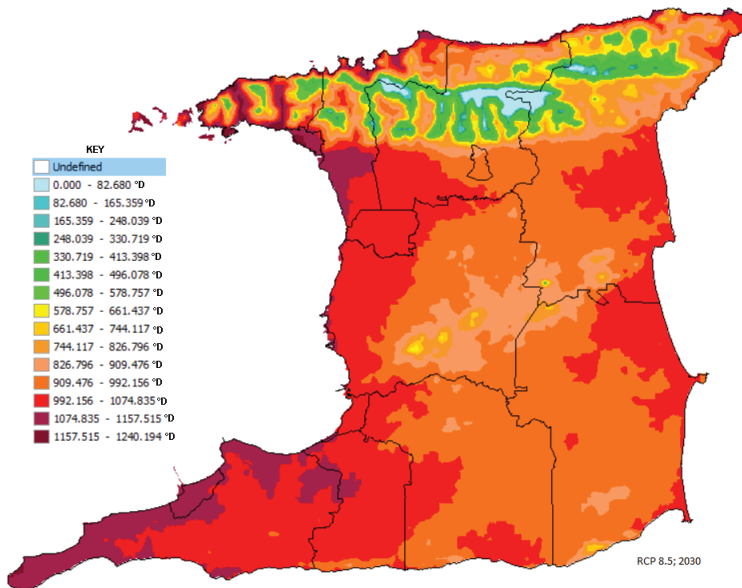 KEY
Undefined
0.000 - 82.680 °D
82.680 - 165.359 °D
165.359 - 248.039 °D
248.039 - 330.719 °D
330.719 - 413.398 °D
413.398 - 496.078 °D
496.078 - 578.757 °D
578.757 - 661.437 °D
661.437 - 744.117 °D
744.117 - 826.796 °D
826.796 - 909.476 °D
909.476 - 992.156 °D
992.156 - 1074.835 °D
1074.835 - 1157.515 °D
1157.515 - 1240.194 °D
RCP 8.5; 2030